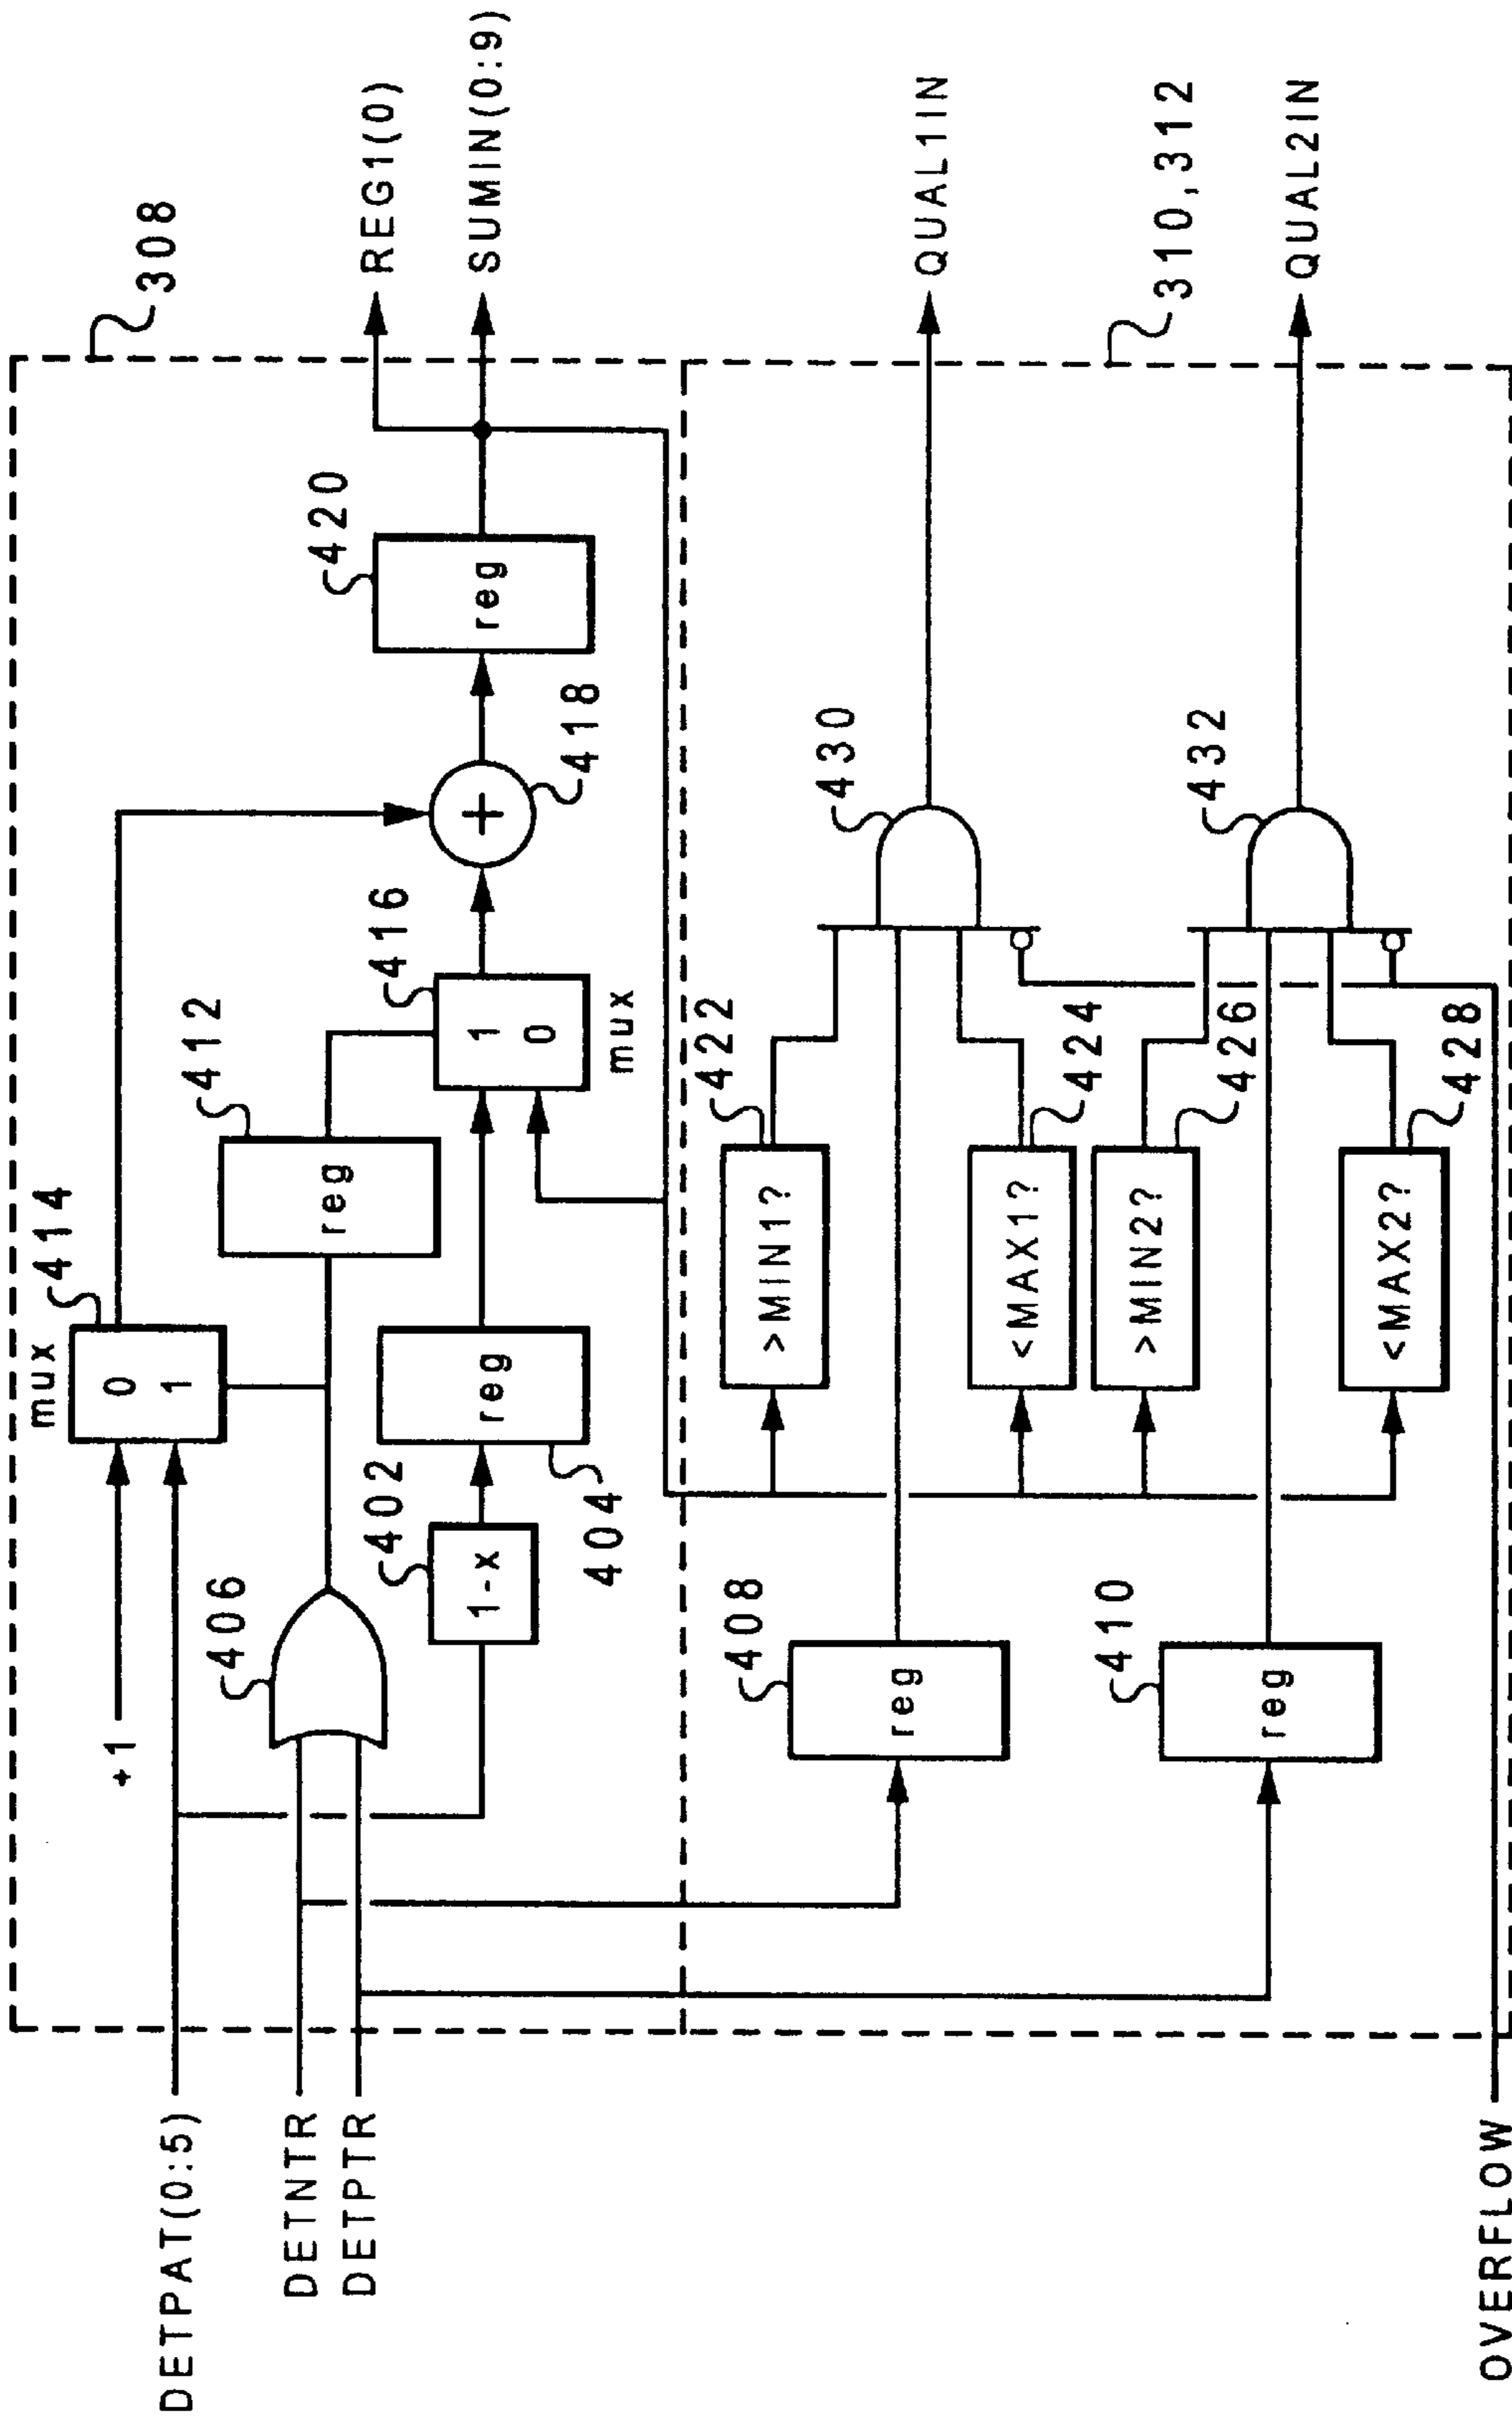 308
REG1(0)
SUMIN(0:9)
420
reg
418
+
416
1
0
mux
412
reg
414
mux
0
1
reg
404
402
1-x
406
+1
DETPAT(0:5)
DETNTR
DETPTR
310,312
QUAL1IN
QUAL2IN
430
432
422
>MIN1?
424
<MAX1?
426
>MIN2?
428
<MAX2?
408
reg
410
reg
OVERFLOW